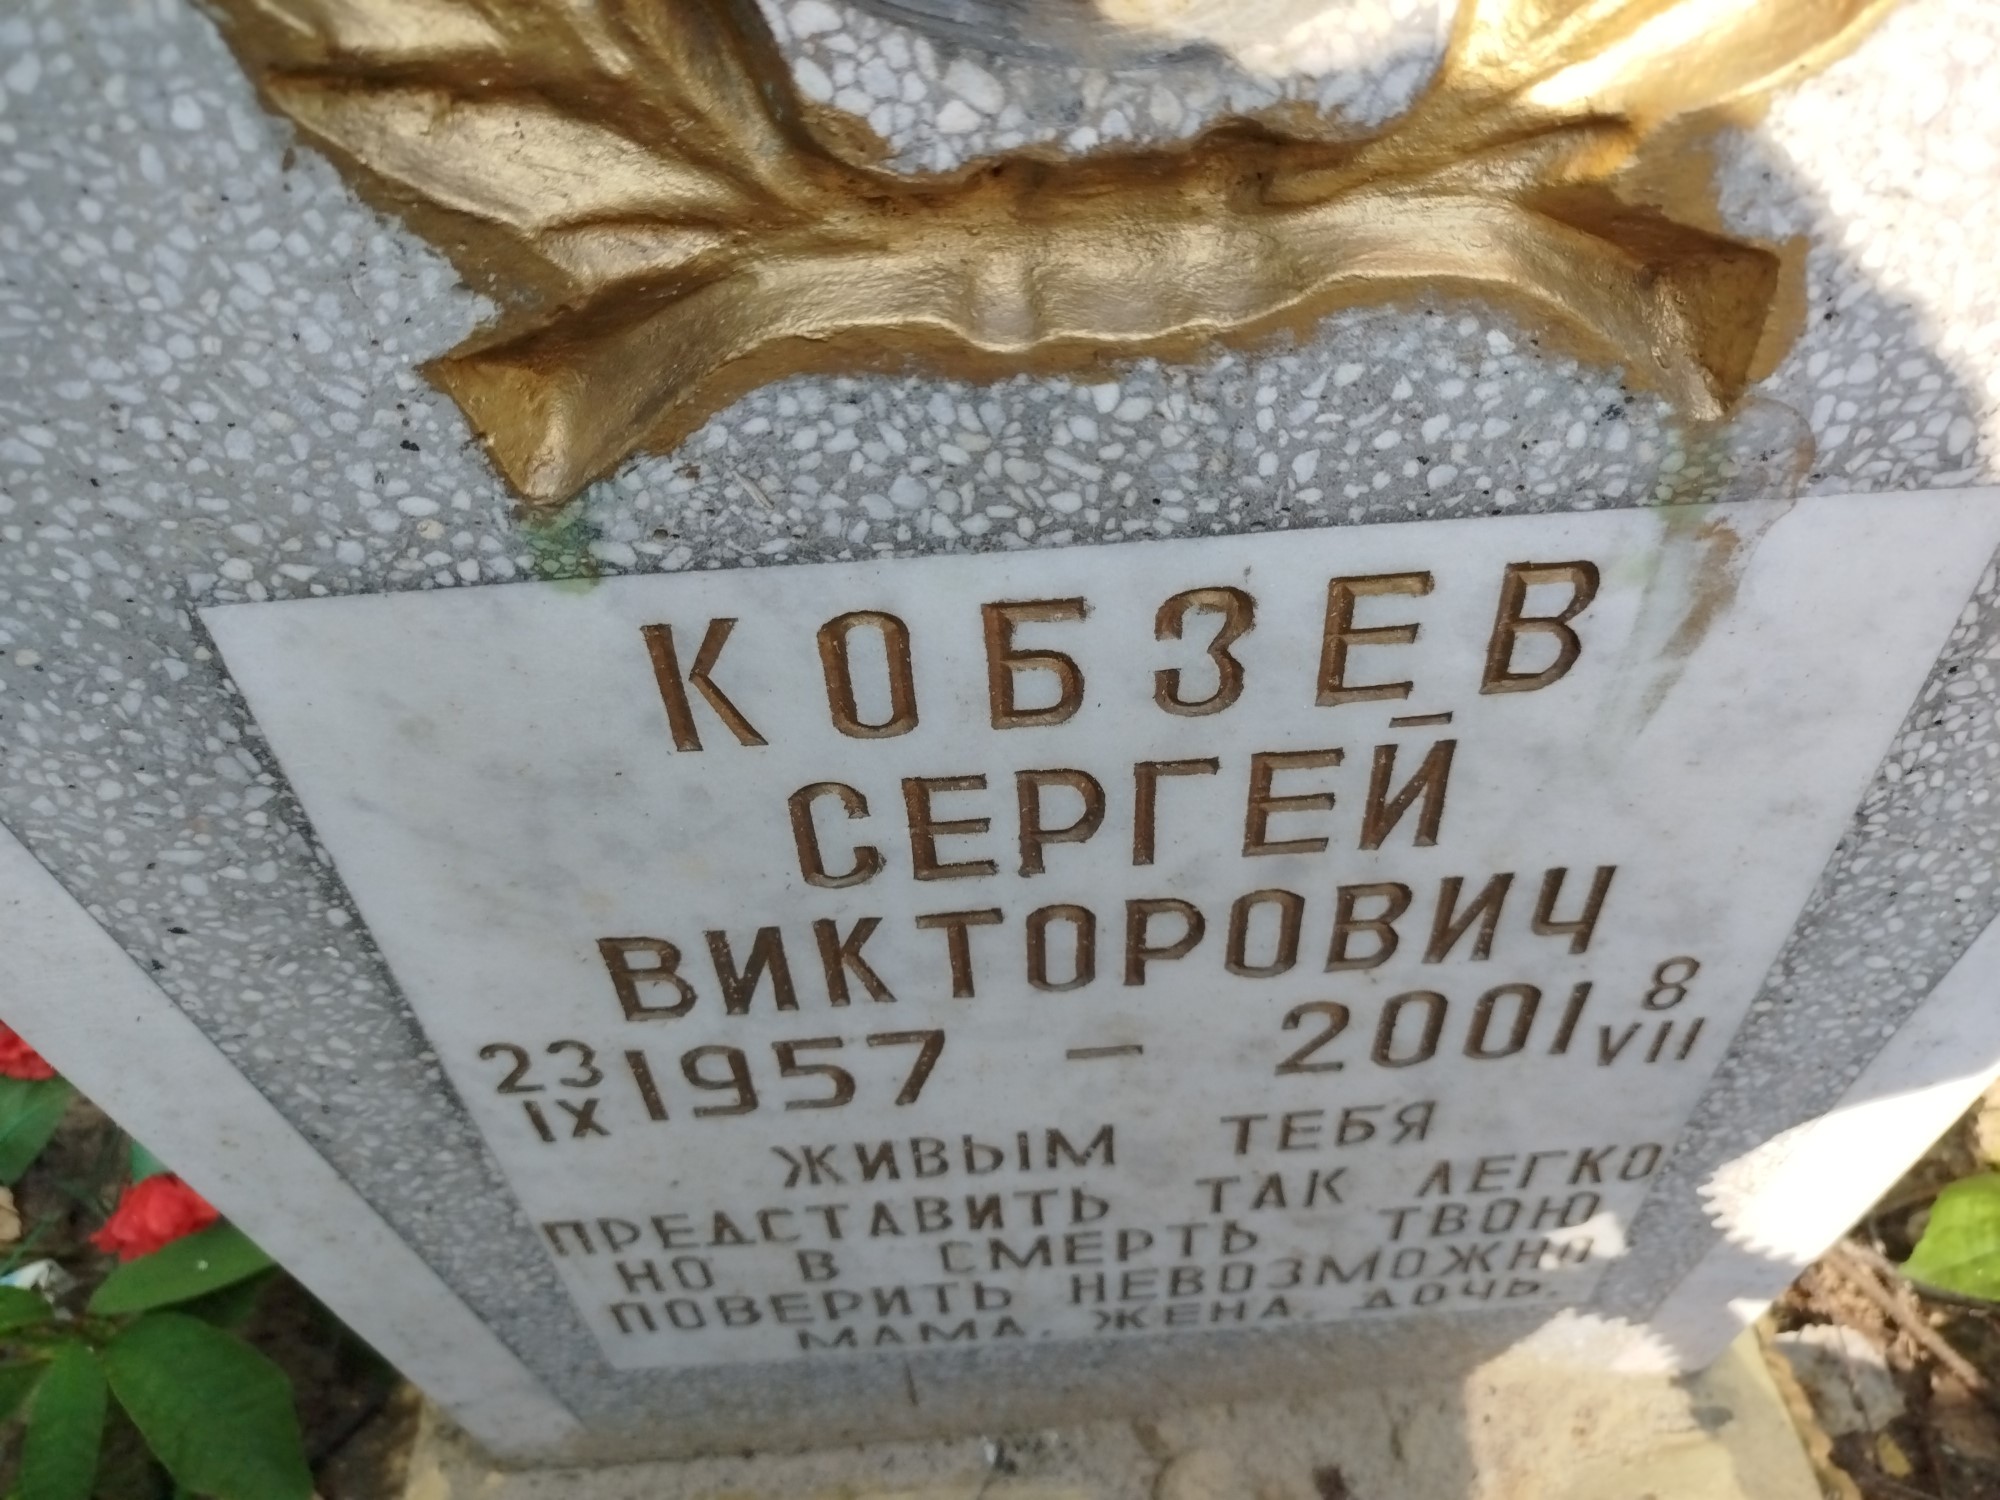 КОБЗЕВ
СЕРГЕЙ
ВИКТОРОВИЧ
23 IX 1957 – 2001 8 VII
ЖИВЫМ ТЕБЯ
ПРЕДСТАВИТЬ ТАК ЛЕГКО
НО В СМЕРТЬ ТВОЮ
ПОВЕРИТЬ НЕВОЗМОЖНО
МАМА. ЖЕНА. ДОЧЬ.